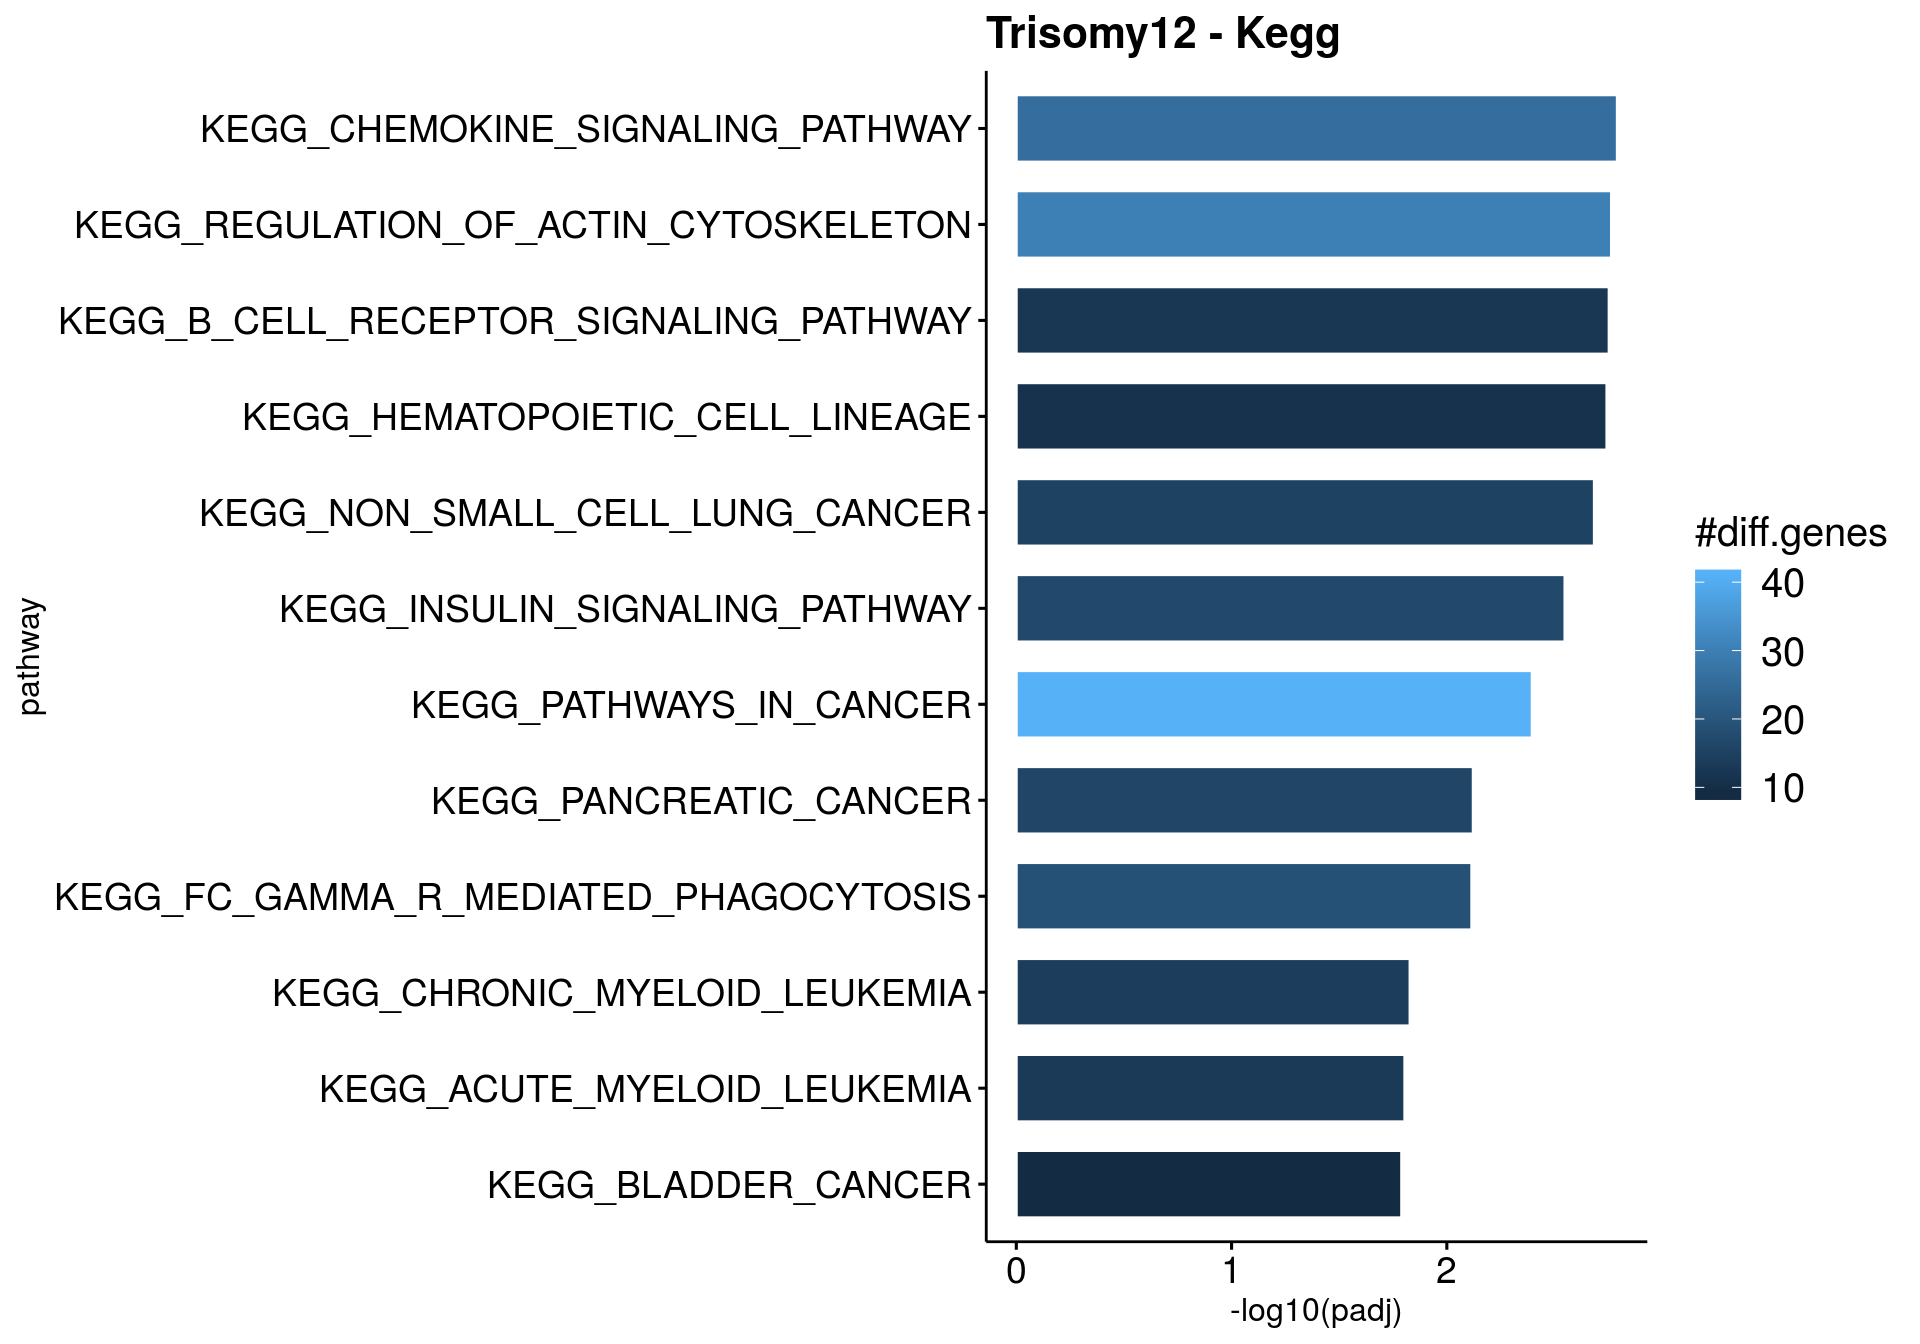 Trisomy12 - Kegg
KEGG_CHEMOKINE_SIGNALING_PATHWAY
KEGG_REGULATION_OF_ACTIN_CYTOSKELETON
KEGG_B_CELL_RECEPTOR_SIGNALING_PATHWAY
KEGG_HEMATOPOIETIC_CELL_LINEAGE
KEGG_NON_SMALL_CELL_LUNG_CANCER
KEGG_INSULIN_SIGNALING_PATHWAY
KEGG_PATHWAYS_IN_CANCER
KEGG_PANCREATIC_CANCER
KEGG_FC_GAMMA_R_MEDIATED_PHAGOCYTOSIS
KEGG_CHRONIC_MYELOID_LEUKEMIA
KEGG_ACUTE_MYELOID_LEUKEMIA
KEGG_BLADDER_CANCER
pathway
0 1 2
-log10(padj)
#diff.genes
40
30
20
10